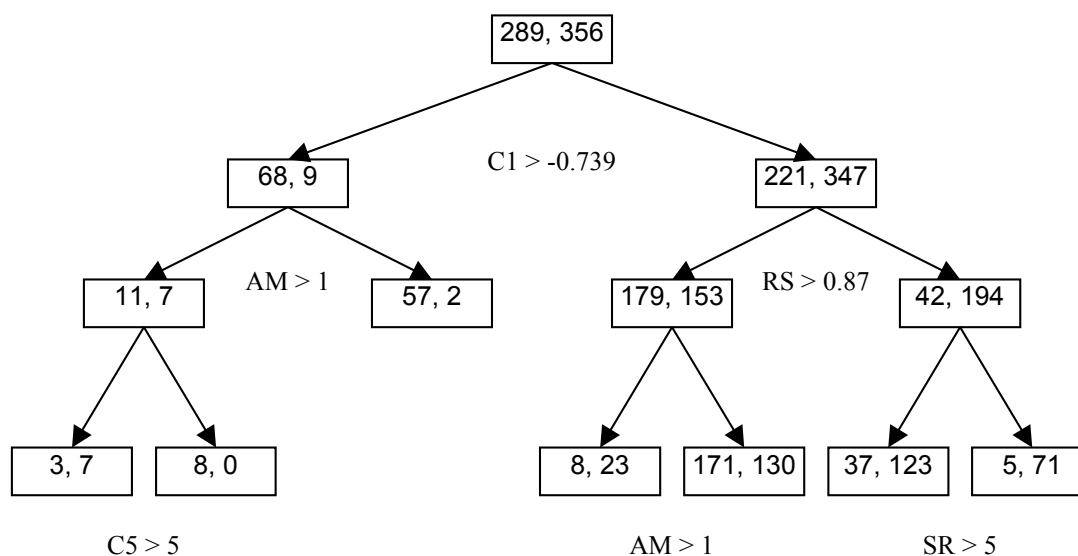 289, 356
C1 > -0.739
68, 9
221, 347
AM > 1
RS > 0.87
11, 7
57, 2
179, 153
42, 194
3, 7
8, 0
8, 23
171, 130
37, 123
5, 71
C5 > 5
AM > 1
SR > 5